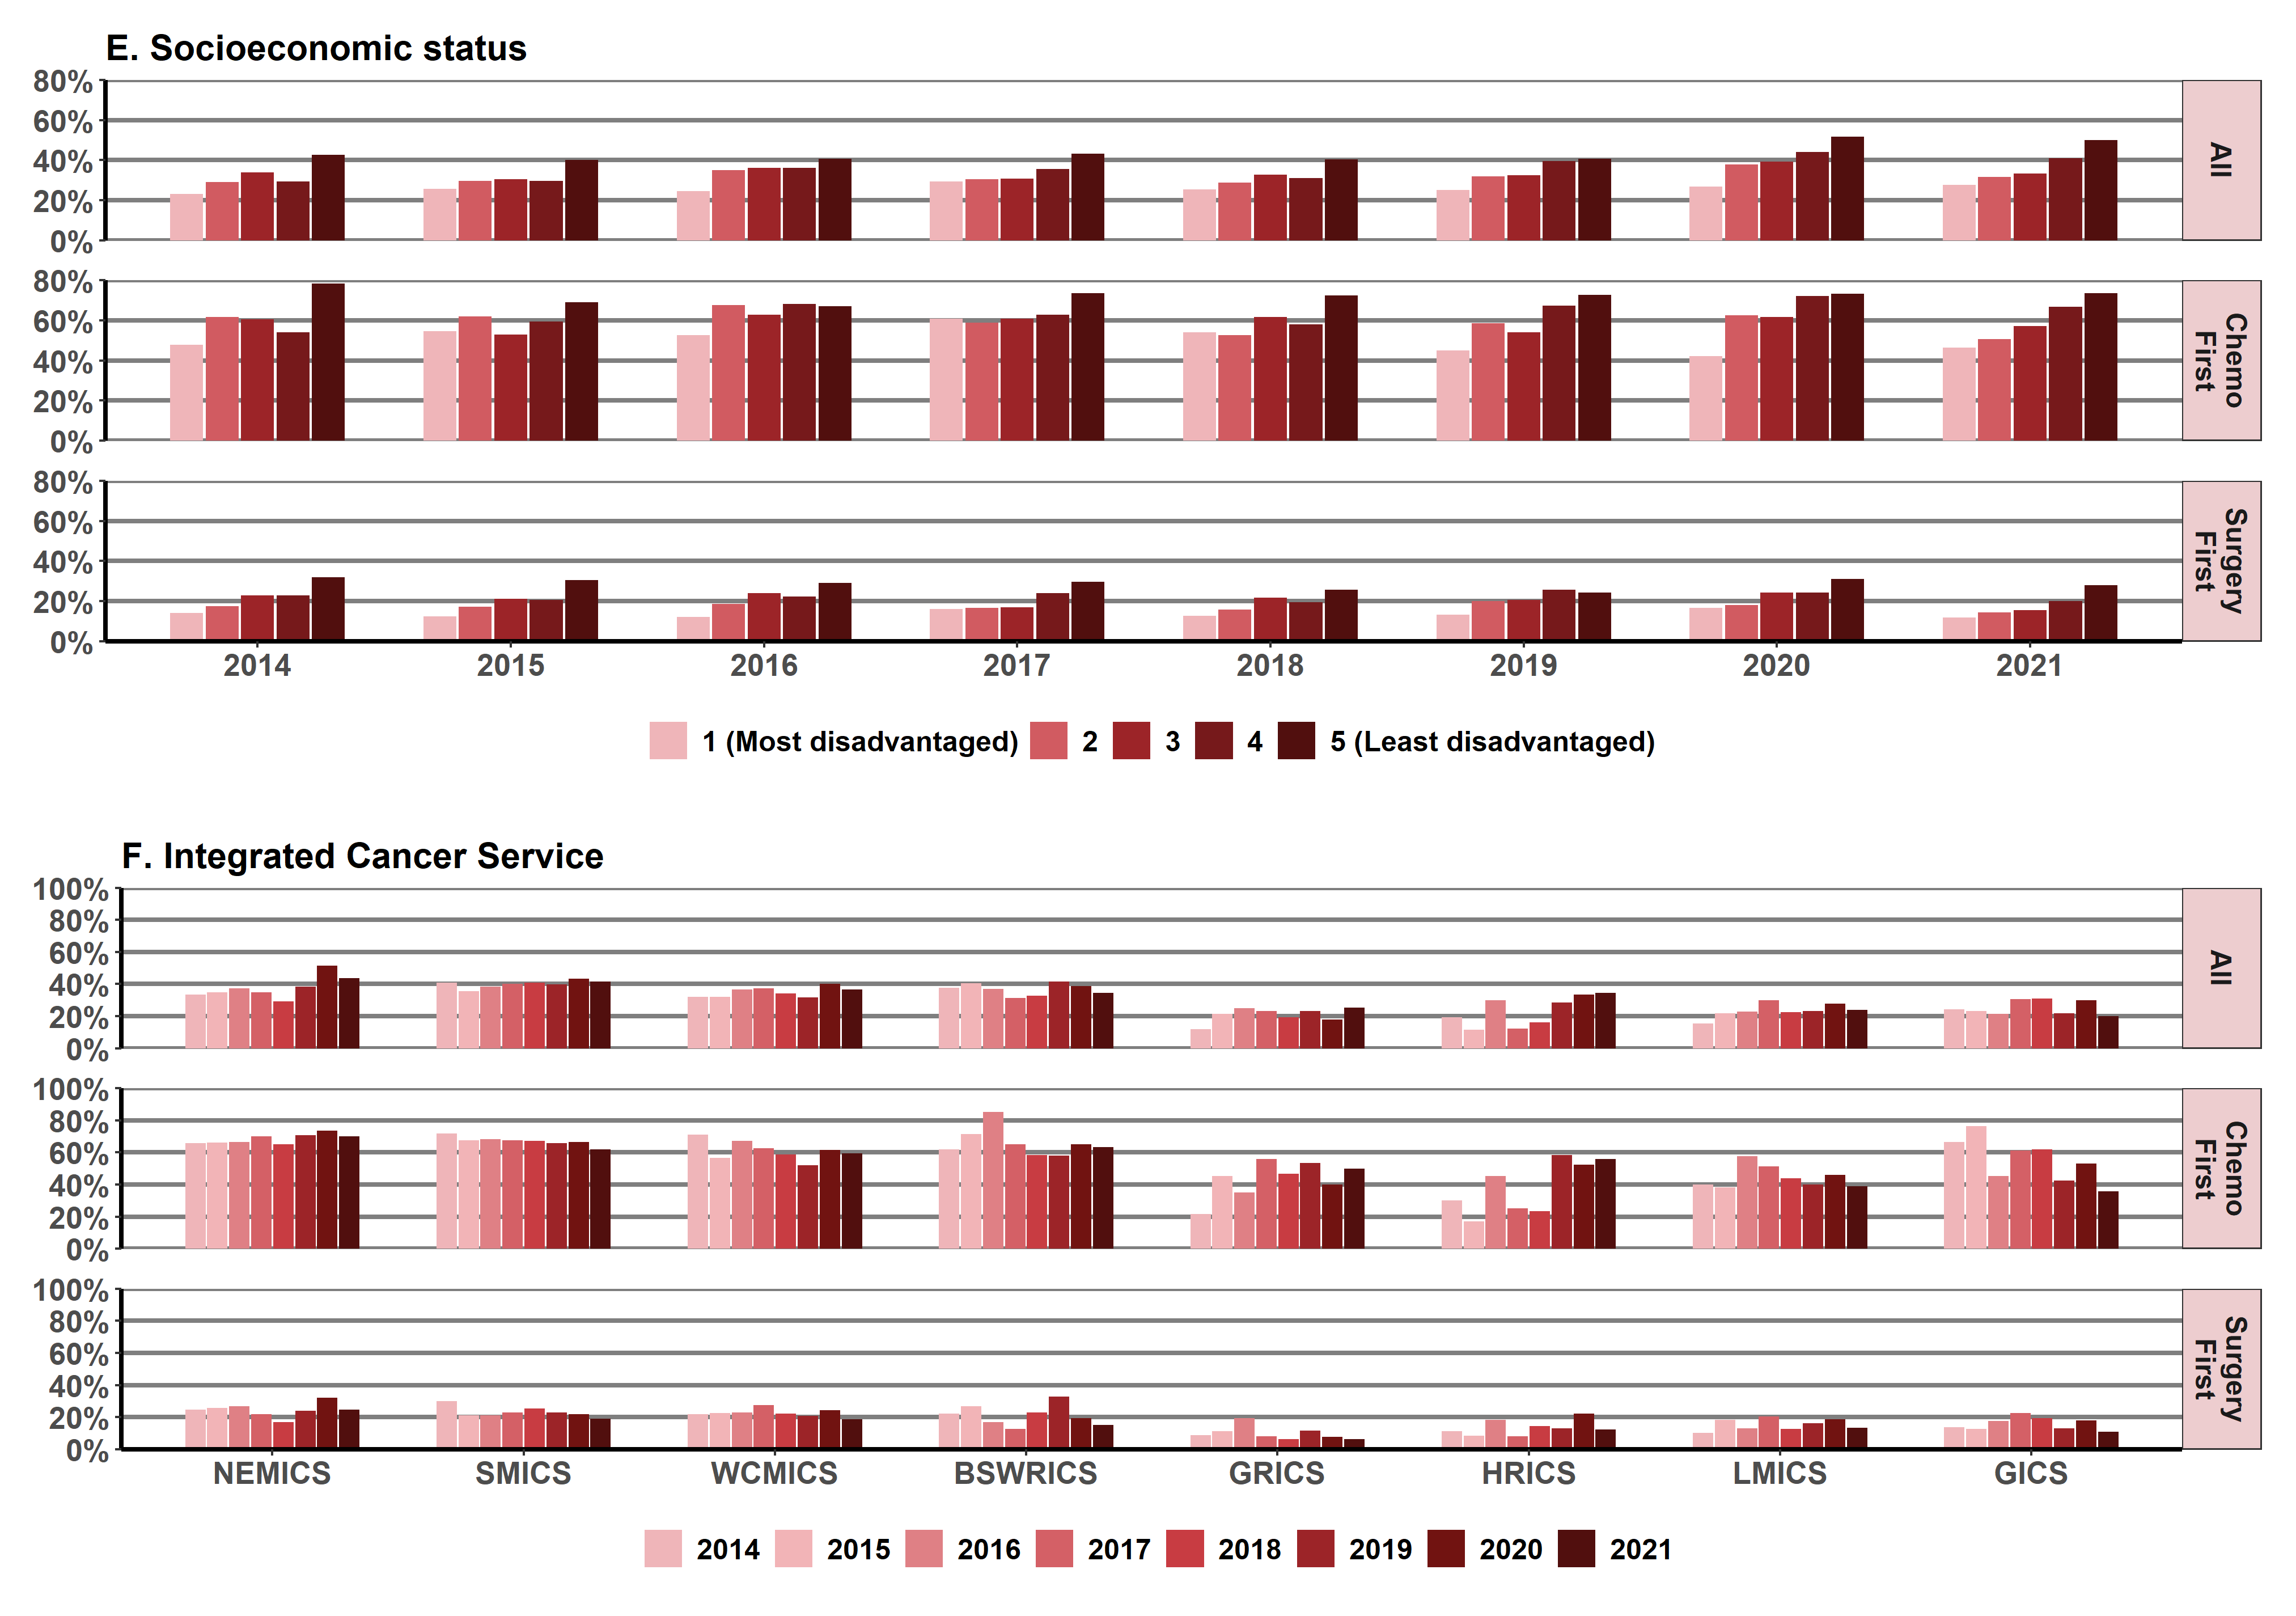 E. Socioeconomic status
80%
60%
40%
20%
0%
All
80%
60%
40%
20%
0%
Chemo
First
80%
60%
40%
20%
0%
Surgery
First
2014 2015 2016 2017 2018 2019 2020 2021
1 (Most disadvantaged) 2 3 4 5 (Least disadvantaged)
F. Integrated Cancer Service
100%
80%
60%
40%
20%
0%
All
100%
80%
60%
40%
20%
0%
Chemo
First
100%
80%
60%
40%
20%
0%
Surgery
First
NEMICS SMICS WCMICS BSWRICS GRICS HRICS LMICS GICS
2014 2015 2016 2017 2018 2019 2020 2021